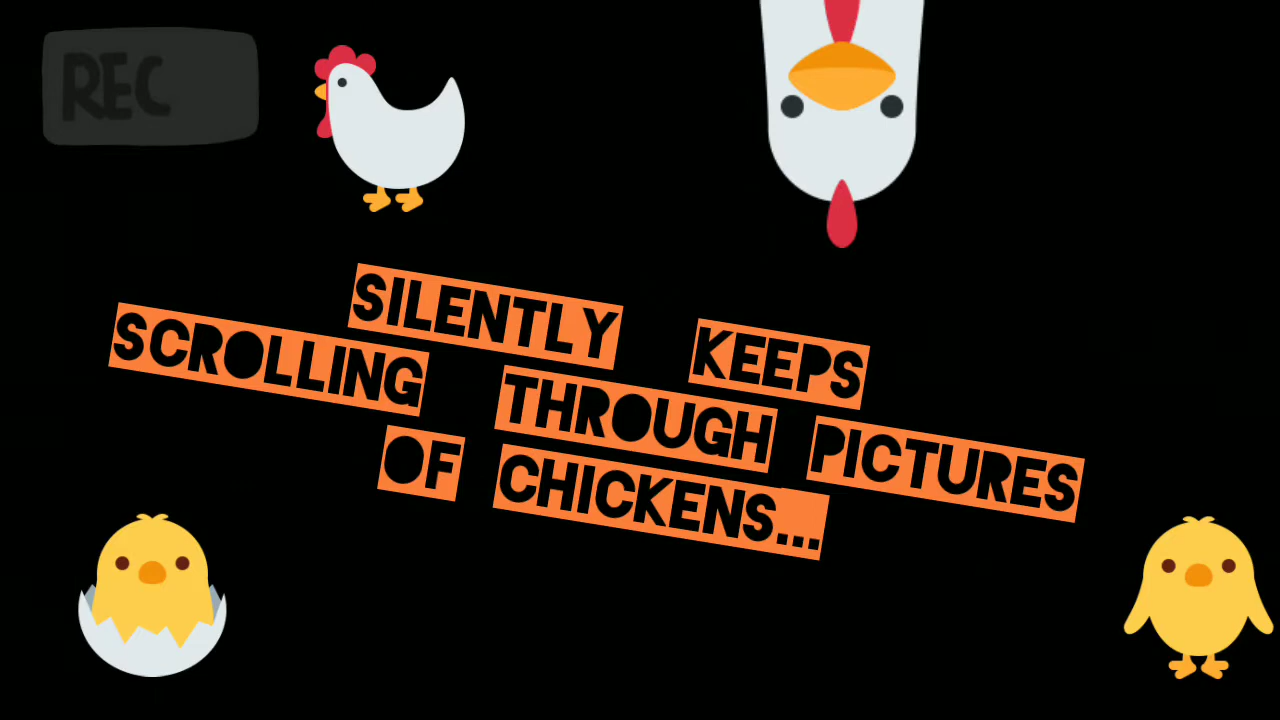 REC
SILENTLY KEEPS
SCROLLING THROUGH PICTURES
OF CHICKENS...